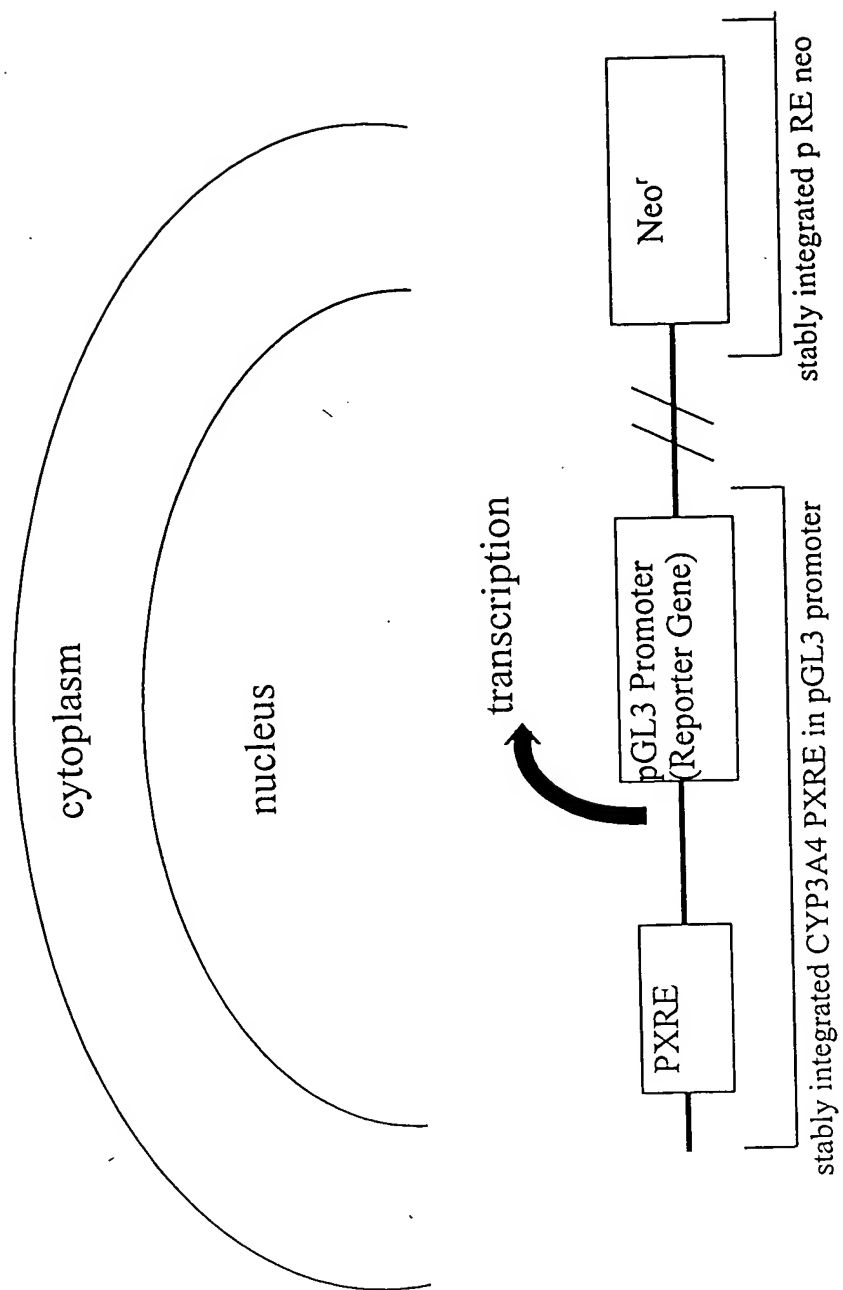 cytoplasm
nucleus
transcription
PXRE
pGL3 Promoter
(Reporter Gene)
Neoʳ
stably integrated CYP3A4 PXRE in pGL3 promoter
stably integrated p RE neo